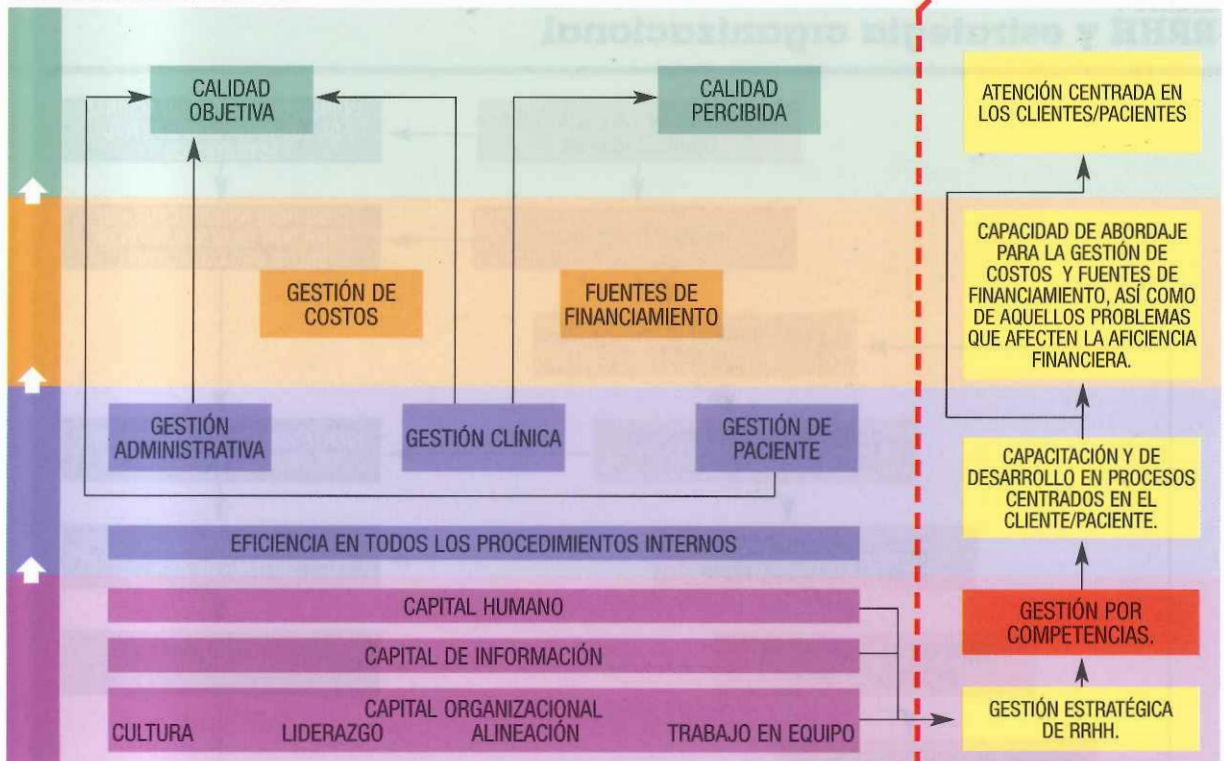 RRHH y estrategia organizacional
CALIDAD
OBJETIVA
CALIDAD
PERCIBIDA
ATENCIÓN CENTRADA EN
LOS CLIENTES/PACIENTES
GESTIÓN DE
COSTOS
FUENTES DE
FINANCIAMIENTO
CAPACIDAD DE ABORDAJE
PARA LA GESTIÓN DE
COSTOS Y FUENTES DE
FINANCIAMIENTO, ASÍ COMO
DE AQUELLOS PROBLEMAS
QUE AFECTEN LA AFICIENCIA
FINANCIERA.
GESTIÓN
ADMINISTRATIVA
GESTIÓN CLÍNICA
GESTIÓN DE
PACIENTE
CAPACITACIÓN Y DE
DESARROLLO EN PROCESOS
CENTRADOS EN EL
CLIENTE/PACIENTE.
EFICIENCIA EN TODOS LOS PROCEDIMIENTOS INTERNOS
CAPITAL HUMANO
CAPITAL DE INFORMACIÓN
CAPITAL ORGANIZACIONAL
CULTURA LIDERAZGO ALINEACIÓN TRABAJO EN EQUIPO
GESTIÓN POR
COMPETENCIAS.
GESTIÓN ESTRATÉGICA
DE RRHH.